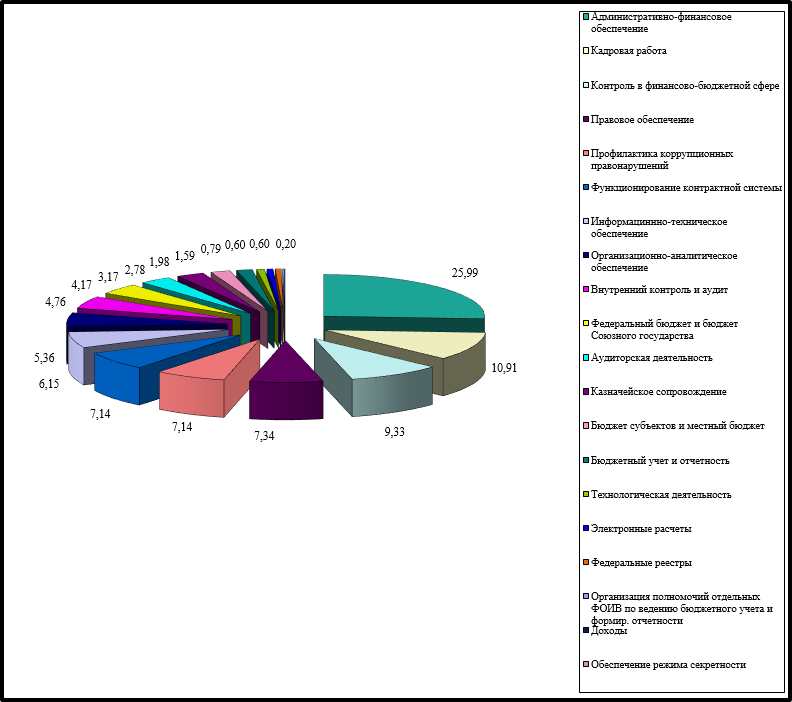 Административно-финансовое
обеспечение
Кадровая работа
Контроль в финансово-бюджетной сфере
Правовое обеспечение
Профилактика коррупционных
правонарушений
Функционирование контрактной системы
Информациннно-техническое
обеспечение
Организационно-аналитическое
обеспечение
Внутренний контроль и аудит
Федеральный бюджет и бюджет
Союзного государства
Аудиторская деятельность
Казначейское сопровождение
Бюджет субъектов и местный бюджет
Бюджетный учет и отчетность
Технологическая деятельность
Электронные расчеты
Федеральные реестры
Организация полномочий отдельных
ФОИВ по ведению бюджетного учета и
формир. отчетности
Доходы
Обеспечение режима секретности
25,99
10,91
9,33
7,34
7,14
7,14
6,15
5,36
4,76
4,17
3,17
2,78
1,98
1,59
0,79
0,60
0,60
0,20